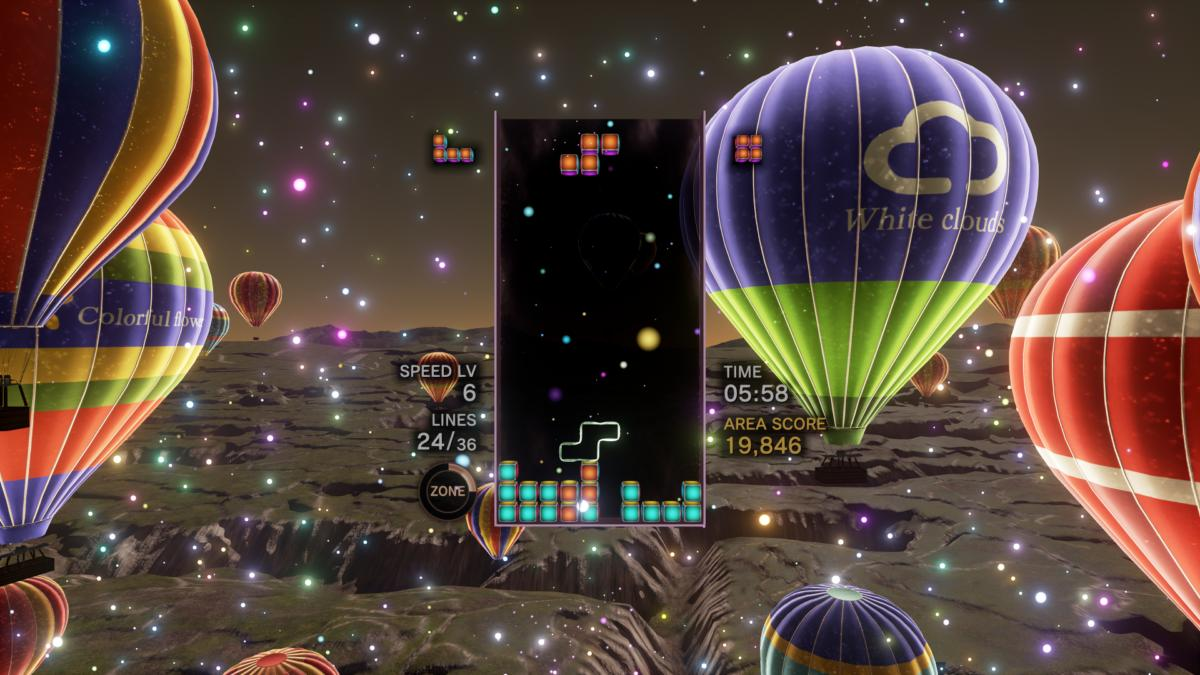 White clouds
Colorful flow
SPEED LV
6
LINES
24/36
ZONE
TIME
05:58
AREA SCORE
19,846